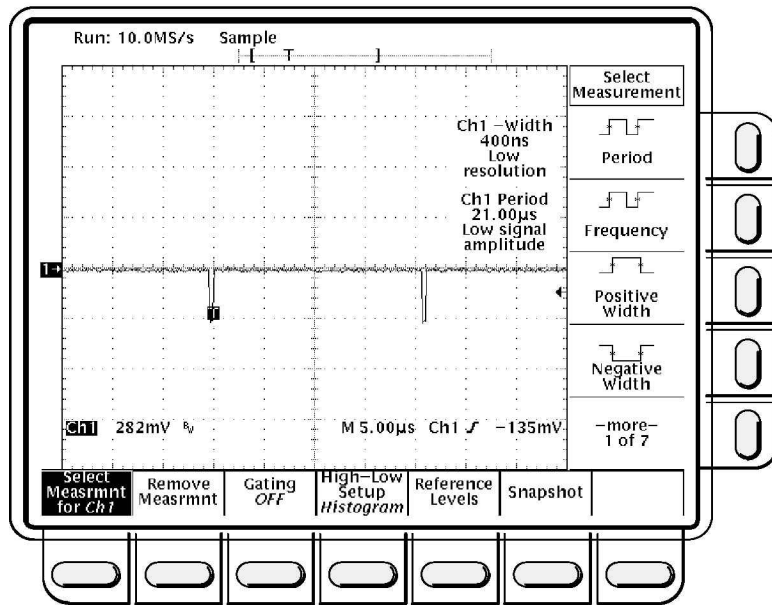 Run: 10.0MS/s Sample
[ T ]
Select
Measurement
Ch1 –Width
400ns
Low
resolution
Period
Ch1 Period
21.00µs
Low signal
amplitude
Frequency
1
Positive
Width
T
Negative
Width
Ch1 282mV BW M 5.00µs Ch1 –135mV
–more–
1 of 7
Select
Measrmnt
for Ch1
Remove
Measrmnt
Gating
OFF
High–Low
Setup
Histogram
Reference
Levels
Snapshot